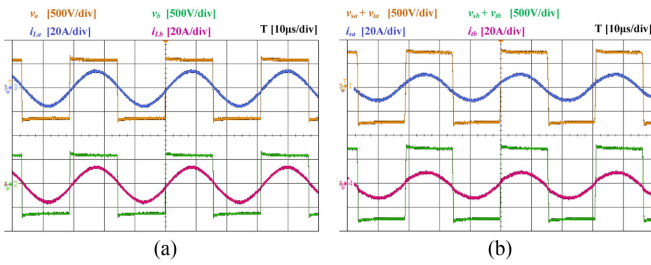 va [500V/div] vb [500V/div]
iLa [20A/div] iLb [20A/div] T [10μs/div]
vsa + vta [500V/div] vsb + vtb [500V/div]
isa [20A/div] itb [20A/div] T [10μs/div]
(a) (b)